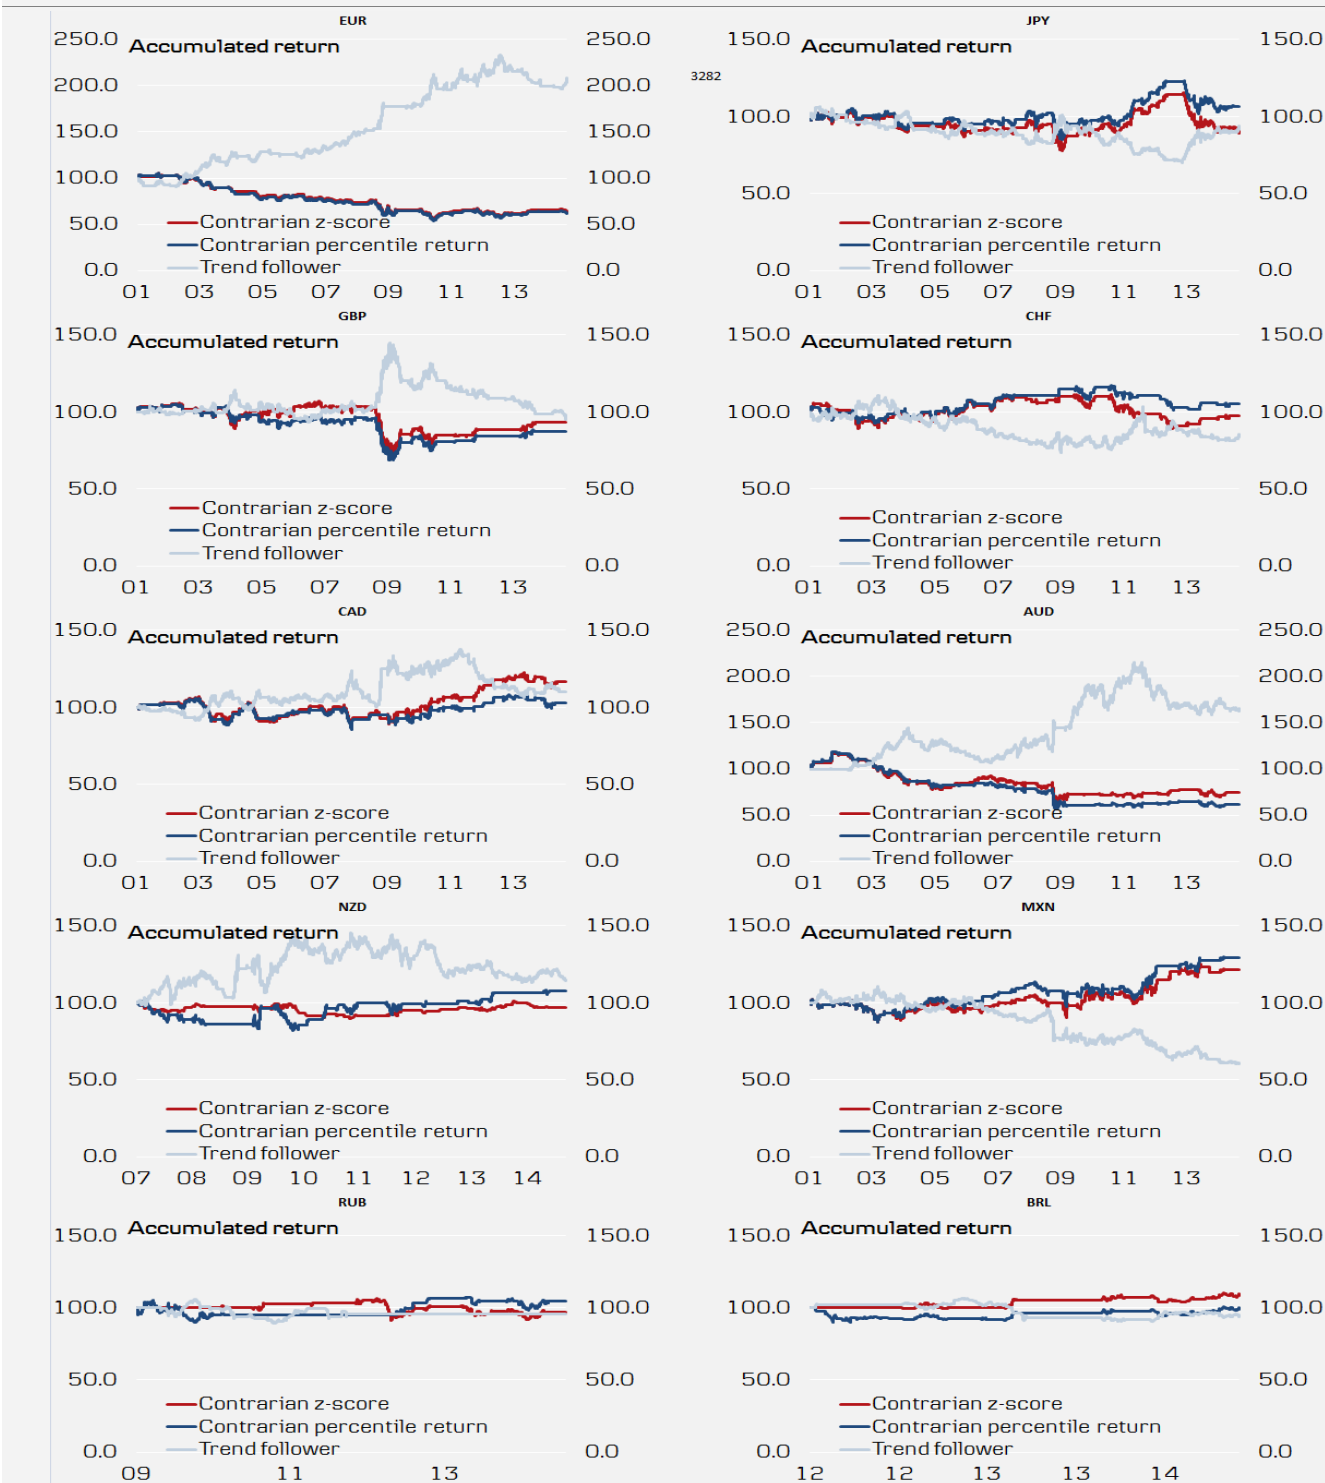 EUR
250.0 Accumulated return 250.0
200.0 200.0
150.0 150.0
100.0 100.0
50.0 Contrarian z-score 50.0
Contrarian percentile return
0.0 Trend follower 0.0
01 03 05 07 09 11 13
JPY
150.0 Accumulated return 150.0
3282
100.0 100.0
50.0 50.0
Contrarian z-score
Contrarian percentile return
0.0 Trend follower 0.0
01 03 05 07 09 11 13
GBP
150.0 Accumulated return 150.0
100.0 100.0
50.0 50.0
Contrarian z-score
Contrarian percentile return
Trend follower
0.0 0.0
01 03 05 07 09 11 13
CHF
150.0 Accumulated return 150.0
100.0 100.0
50.0 50.0
Contrarian z-score
Contrarian percentile return
0.0 Trend follower 0.0
01 03 05 07 09 11 13
CAD
150.0 Accumulated return 150.0
100.0 100.0
50.0 50.0
Contrarian z-score
Contrarian percentile return
0.0 Trend follower 0.0
01 03 05 07 09 11 13
AUD
250.0 Accumulated return 250.0
200.0 200.0
150.0 150.0
100.0 100.0
50.0 Contrarian z-score 50.0
Contrarian percentile return
0.0 Trend follower 0.0
01 03 05 07 09 11 13
NZD
150.0 Accumulated return 150.0
100.0 100.0
50.0 50.0
Contrarian z-score
Contrarian percentile return
0.0 Trend follower 0.0
07 08 09 10 11 12 13 14
MXN
150.0 Accumulated return 150.0
100.0 100.0
50.0 50.0
Contrarian z-score
Contrarian percentile return
0.0 Trend follower 0.0
01 03 05 07 09 11 13
RUB
150.0 Accumulated return 150.0
100.0 100.0
50.0 50.0
Contrarian z-score
Contrarian percentile return
0.0 Trend follower 0.0
09 11 13
BRL
150.0 Accumulated return 150.0
100.0 100.0
50.0 50.0
Contrarian z-score
Contrarian percentile return
0.0 Trend follower 0.0
12 12 13 13 14